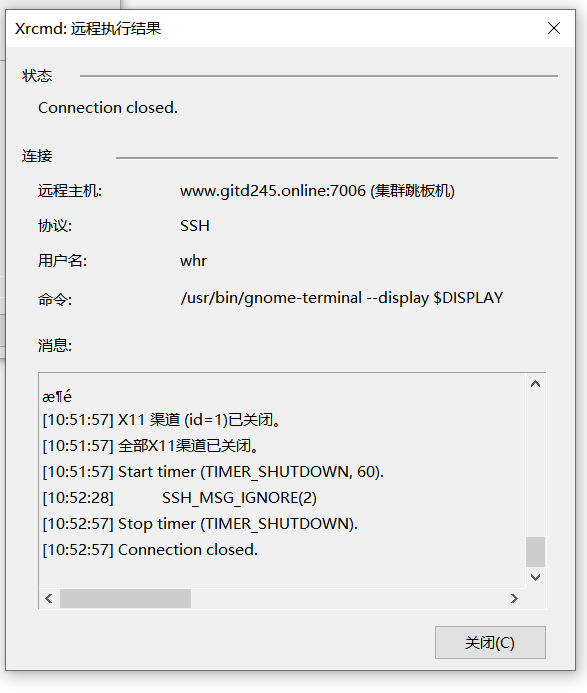 Xrcmd: 远程执行结果
状态
Connection closed.
连接
远程主机: www.gitd245.online:7006 (集群跳板机)
协议: SSH
用户名: whr
命令: /usr/bin/gnome-terminal --display $DISPLAY
消息:
æ¶é
[10:51:57] X11 渠道 (id=1)已关闭。
[10:51:57] 全部X11渠道已关闭。
[10:51:57] Start timer (TIMER_SHUTDOWN, 60).
[10:52:28] SSH_MSG_IGNORE(2)
[10:52:57] Stop timer (TIMER_SHUTDOWN).
[10:52:57] Connection closed.
关闭(C)